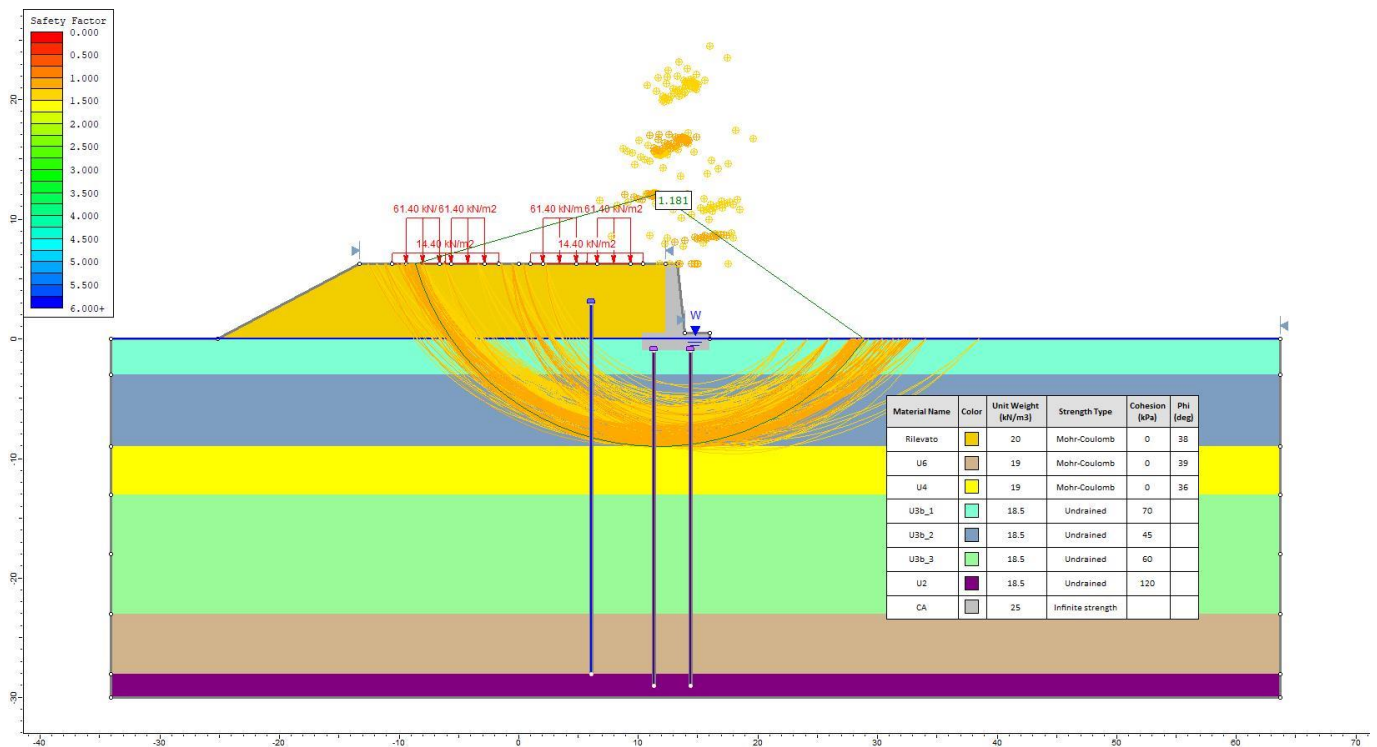 Safety Factor
0.000
0.500
1.000
1.500
2.000
2.500
3.000
3.500
4.000
4.500
5.000
5.500
6.000+
20
10
0
-10
-20
-30
1.181
61.40 kN/ 61.40 kN/m2
61.40 kN/m 61.40 kN/m2
14.40 kN/m2
14.40 kN/m2
W
Material Name Color Unit Weight (kN/m3) Strength Type Cohesion (kPa) Phi (deg)
Rilevato 20 Mohr-Coulomb 0 38
U6 19 Mohr-Coulomb 0 39
U4 19 Mohr-Coulomb 0 36
U3b_1 18.5 Undrained 70
U3b_2 18.5 Undrained 45
U3b_3 18.5 Undrained 60
U2 18.5 Undrained 120
CA 25 Infinite strength
-40 -30 -20 -10 0 10 20 30 40 50 60 70